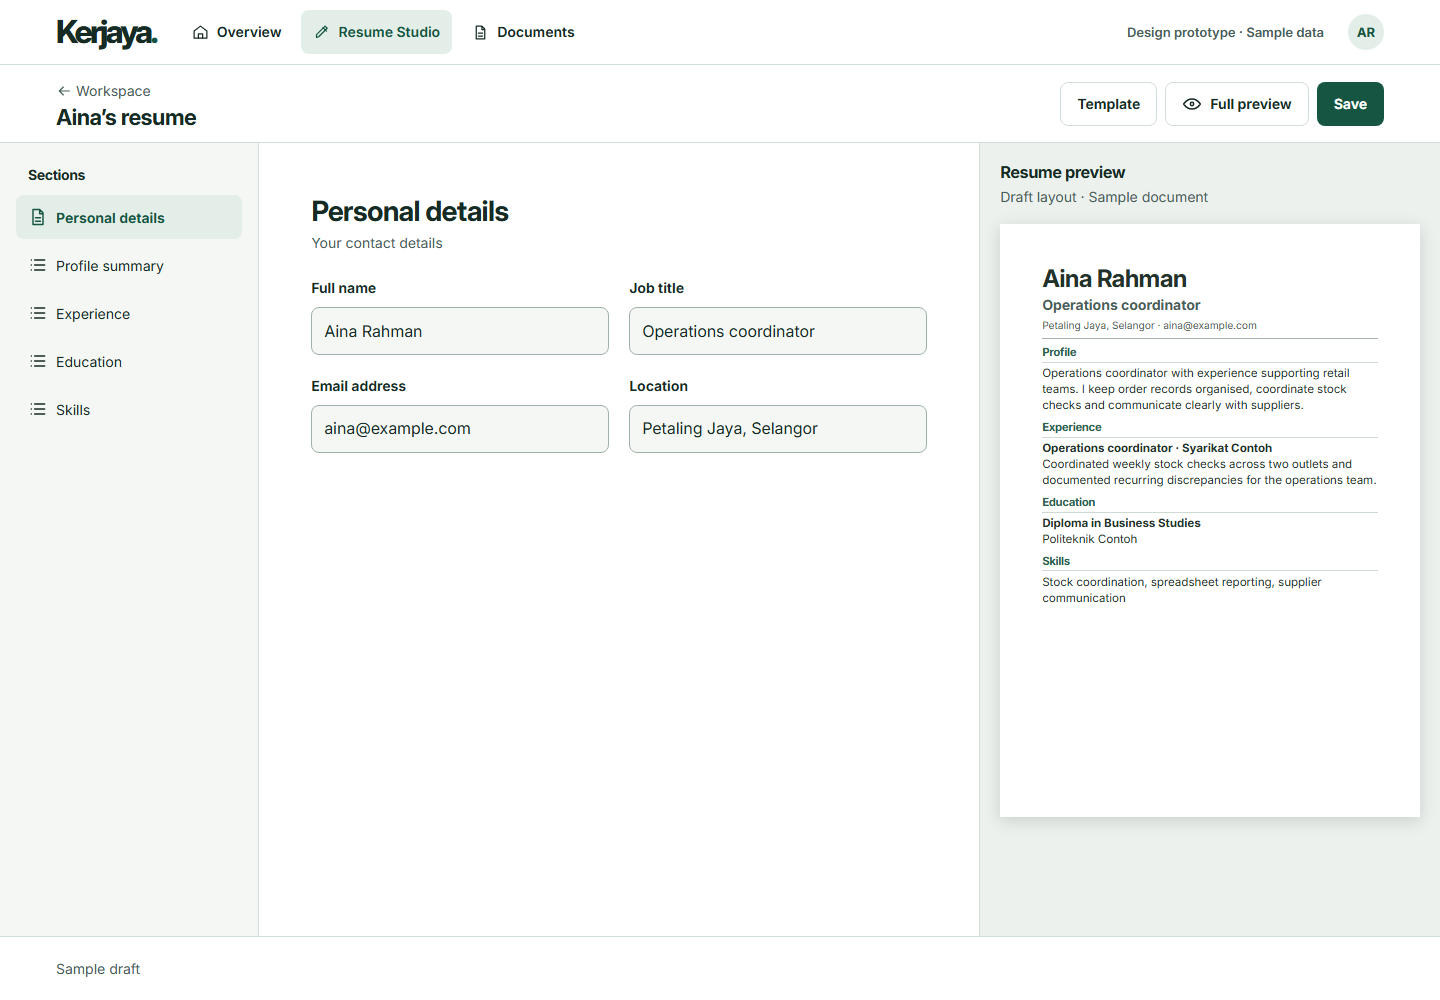 Kerjaya.
Overview
Resume Studio
Documents
Design prototype · Sample data
AR
← Workspace
Aina’s resume
Template
Full preview
Save
Sections
Personal details
Profile summary
Experience
Education
Skills
Personal details
Your contact details
Full name
Job title
Aina Rahman
Operations coordinator
Email address
Location
aina@example.com
Petaling Jaya, Selangor
Resume preview
Draft layout · Sample document
Aina Rahman
Operations coordinator
Petaling Jaya, Selangor · aina@example.com
Profile
Operations coordinator with experience supporting retail
teams. I keep order records organised, coordinate stock
checks and communicate clearly with suppliers.
Experience
Operations coordinator · Syarikat Contoh
Coordinated weekly stock checks across two outlets and
documented recurring discrepancies for the operations team.
Education
Diploma in Business Studies
Politeknik Contoh
Skills
Stock coordination, spreadsheet reporting, supplier
communication
Sample draft